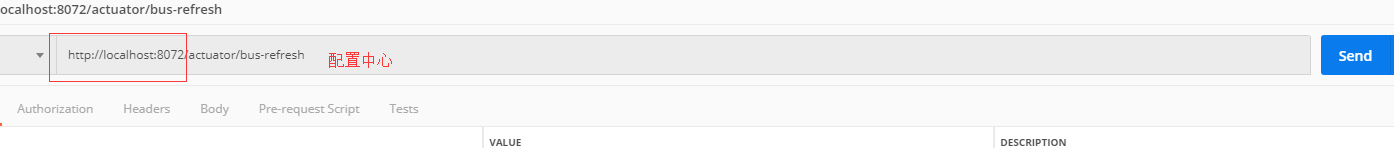 ocalhost:8072/actuator/bus-refresh
http://localhost:8072/actuator/bus-refresh 配置中心 Send
Authorization Headers Body Pre-request Script Tests
VALUE DESCRIPTION